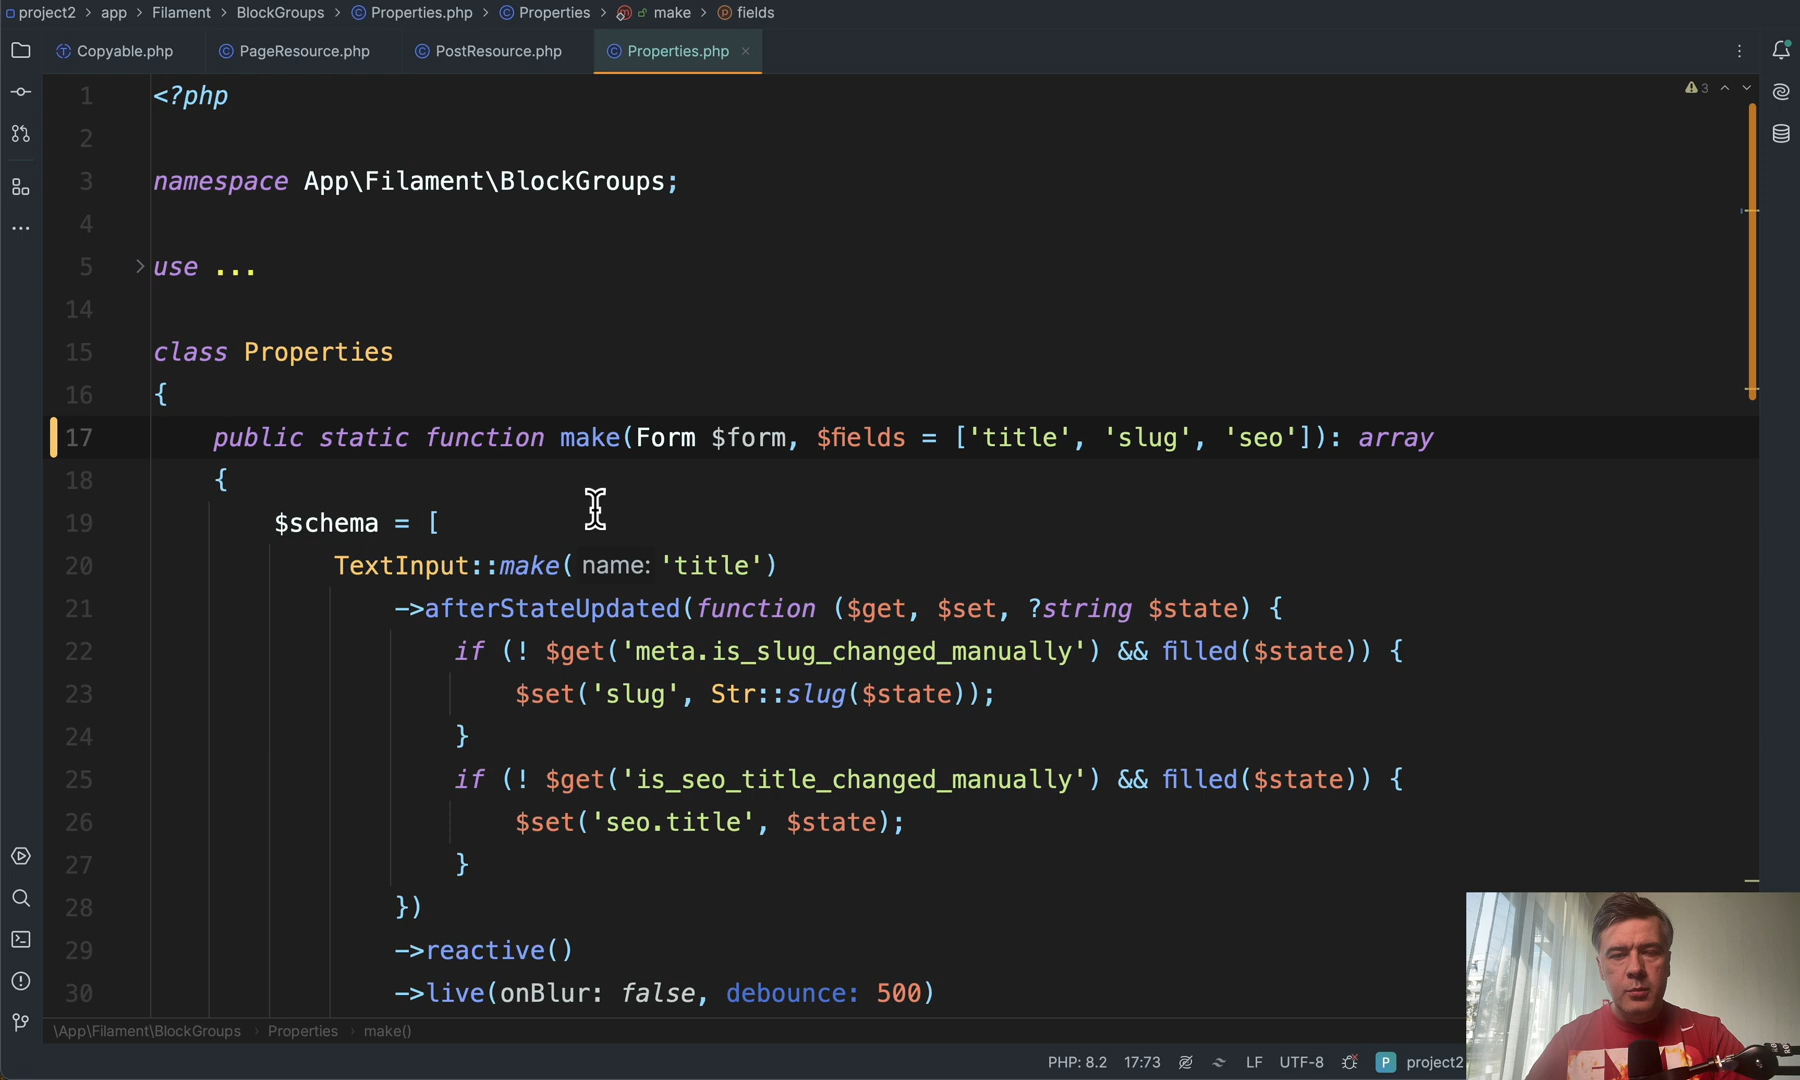 project2 > app > Filament > BlockGroups > Properties.php > Properties > make > fields
Copyable.php PageResource.php PostResource.php Properties.php ×
3
1 <?php
2
3 namespace App\Filament\BlockGroups;
4
5 use ...
14
15 class Properties
16 {
17 public static function make(Form $form, $fields = ['title', 'slug', 'seo']): array
18 {
19 $schema = [
20 TextInput::make( name: 'title')
21 ->afterStateUpdated(function ($get, $set, ?string $state) {
22 if (! $get('meta.is_slug_changed_manually') && filled($state)) {
23 $set('slug', Str::slug($state));
24 }
25 if (! $get('is_seo_title_changed_manually') && filled($state)) {
26 $set('seo.title', $state);
27 }
28 })
29 ->reactive()
30 ->live(onBlur: false, debounce: 500)
\App\Filament\BlockGroups > Properties > make()
PHP: 8.2 17:73 LF UTF-8 P project2